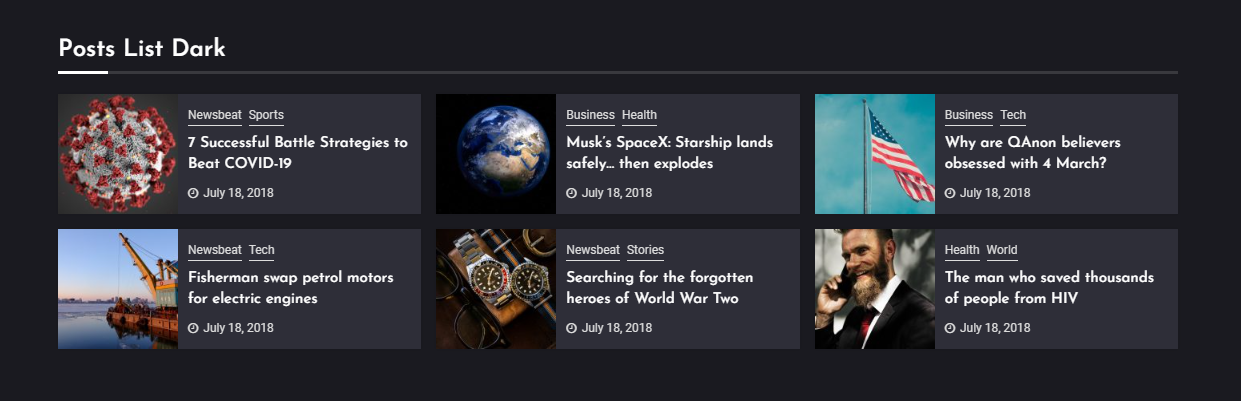 Posts List Dark
Newsbeat Sports
7 Successful Battle Strategies to
Beat COVID-19
July 18, 2018
Business Health
Musk's SpaceX: Starship lands
safely... then explodes
July 18, 2018
Business Tech
Why are QAnon believers
obsessed with 4 March?
July 18, 2018
Newsbeat Tech
Fisherman swap petrol motors
for electric engines
July 18, 2018
Newsbeat Stories
Searching for the forgotten
heroes of World War Two
July 18, 2018
Health World
The man who saved thousands
of people from HIV
July 18, 2018